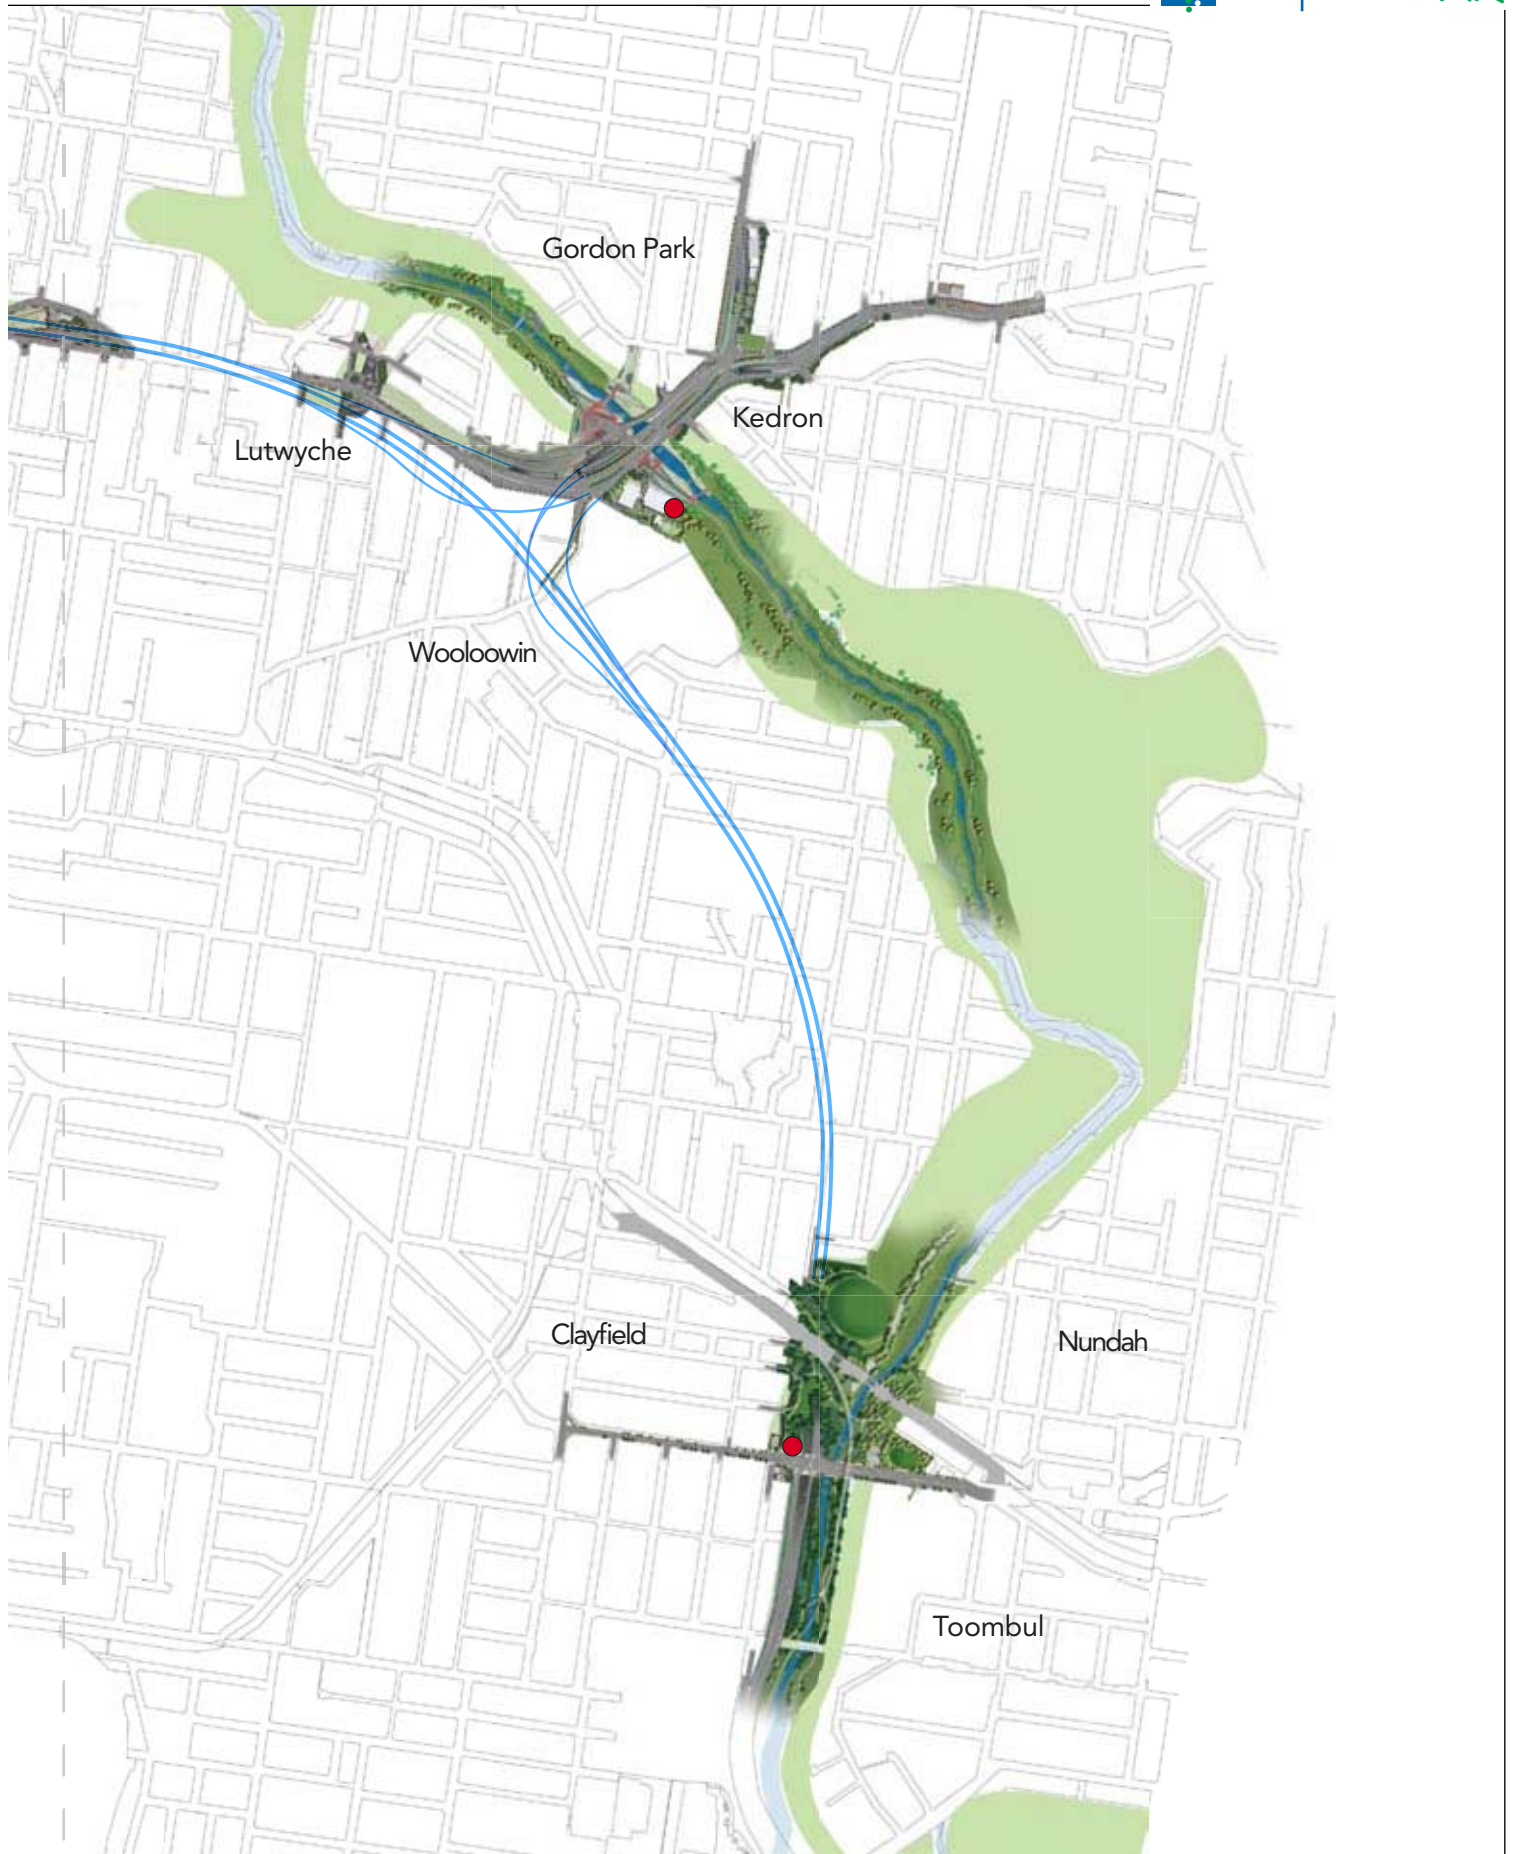 Gordon Park
Kedron
Lutwyche
Wooloowin
Clayfield
Nundah
Toombul